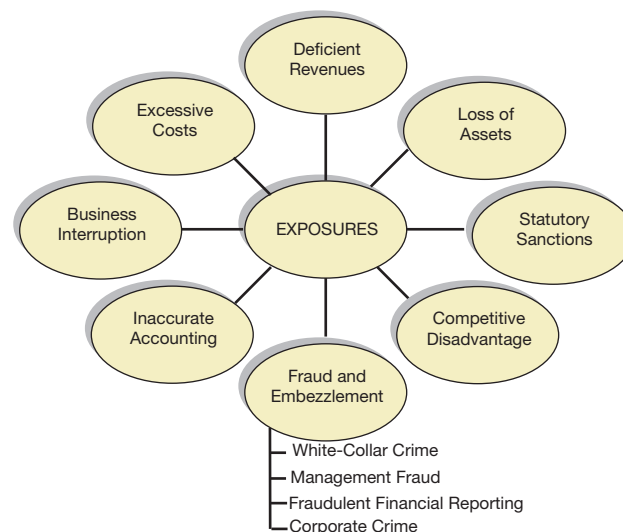 Deficient
Revenues
Excessive
Costs
Loss of
Assets
Business
Interruption
EXPOSURES
Statutory
Sanctions
Inaccurate
Accounting
Competitive
Disadvantage
Fraud and
Embezzlement
White-Collar Crime
Management Fraud
Fraudulent Financial Reporting
Corporate Crime